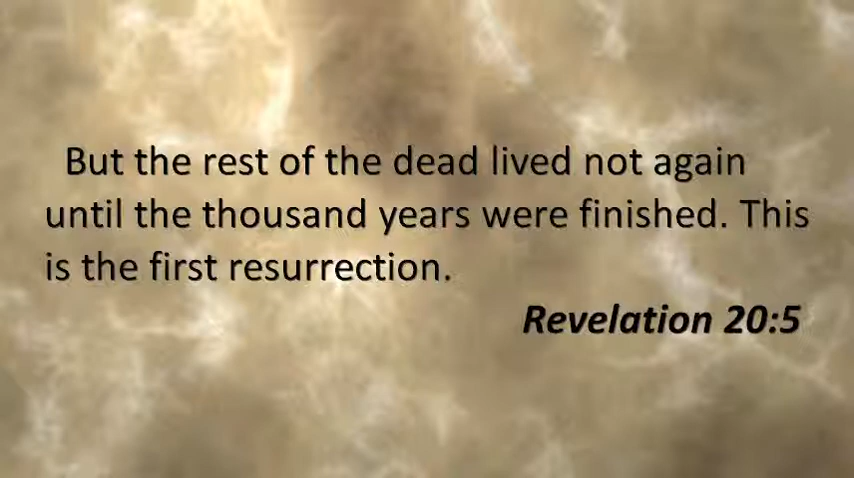 But the rest of the dead lived not again
until the thousand years were finished. This
is the first resurrection.
Revelation 20:5